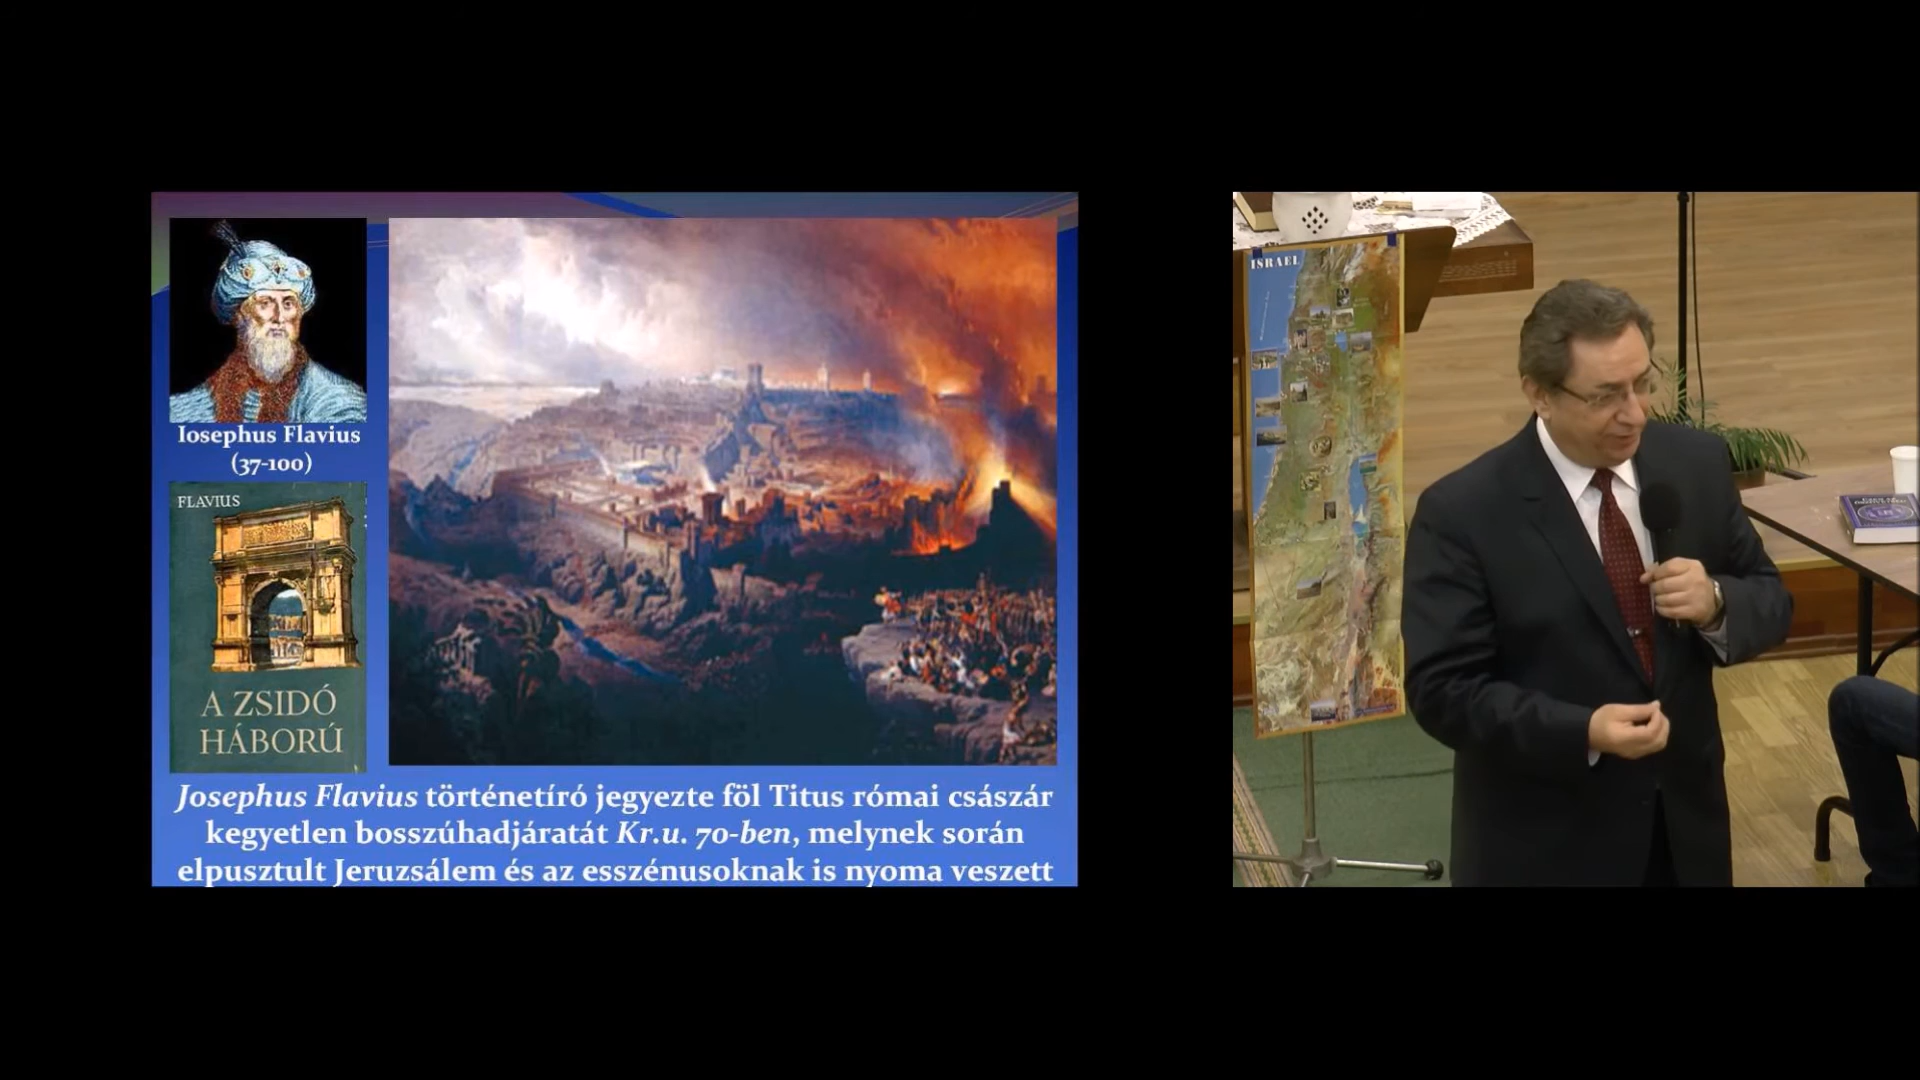 Iosephus Flavius
(37-100)
FLAVIUS
A ZSIDÓ
HÁBORÚ
Josephus Flavius történetíró jegyezte föl Titus római császár
kegyetlen bosszúhadjáratát Kr.u. 70-ben, melynek során
elpusztult Jeruzsálem és az esszénusoknak is nyoma veszett
ISRAEL